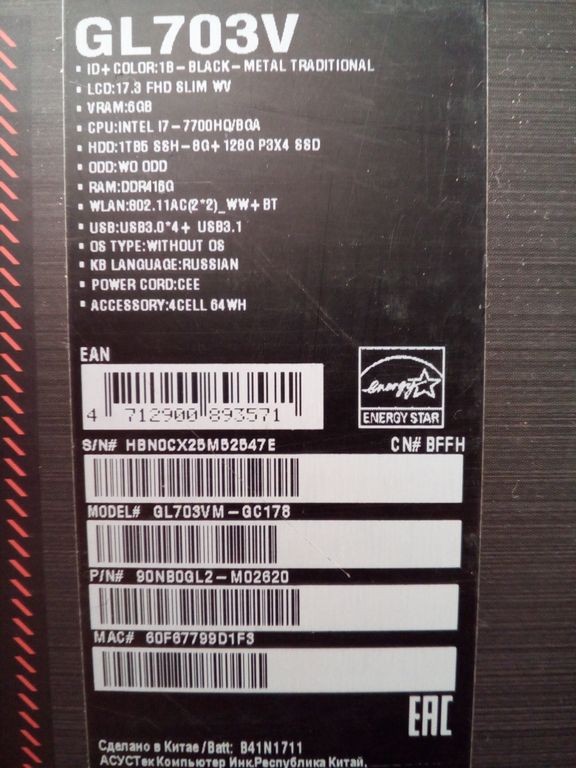 GL703V
• ID+ COLOR:1B-BLACK-METAL TRADITIONAL
• LCD:17.3 FHD SLIM WV
• VRAM:6GB
• CPU:INTEL I7-7700HQ/BGA
• HDD:1TB5 SSH-8G+ 128G P3X4 SSD
• ODD:WO ODD
• RAM:DDR416G
• WLAN:802.11AC(2*2)_WW+BT
• USB:USB3.0*4+ USB3.1
• OS TYPE:WITHOUT OS
• KB LANGUAGE:RUSSIAN
• POWER CORD:CEE
• ACCESSORY:4CELL 64WH
EAN
4 712900 893571
energy
ENERGY STAR
S/N# HBN0CX25M52547E CN# BFFH
MODEL# GL703VM-GC178
P/N# 90NB0GL2-M02620
MAC# 60F67799D1F3
EAC
Сделано в Китае/Batt: B41N1711
АСУСТек Компьютер Инк.Республика Китай,